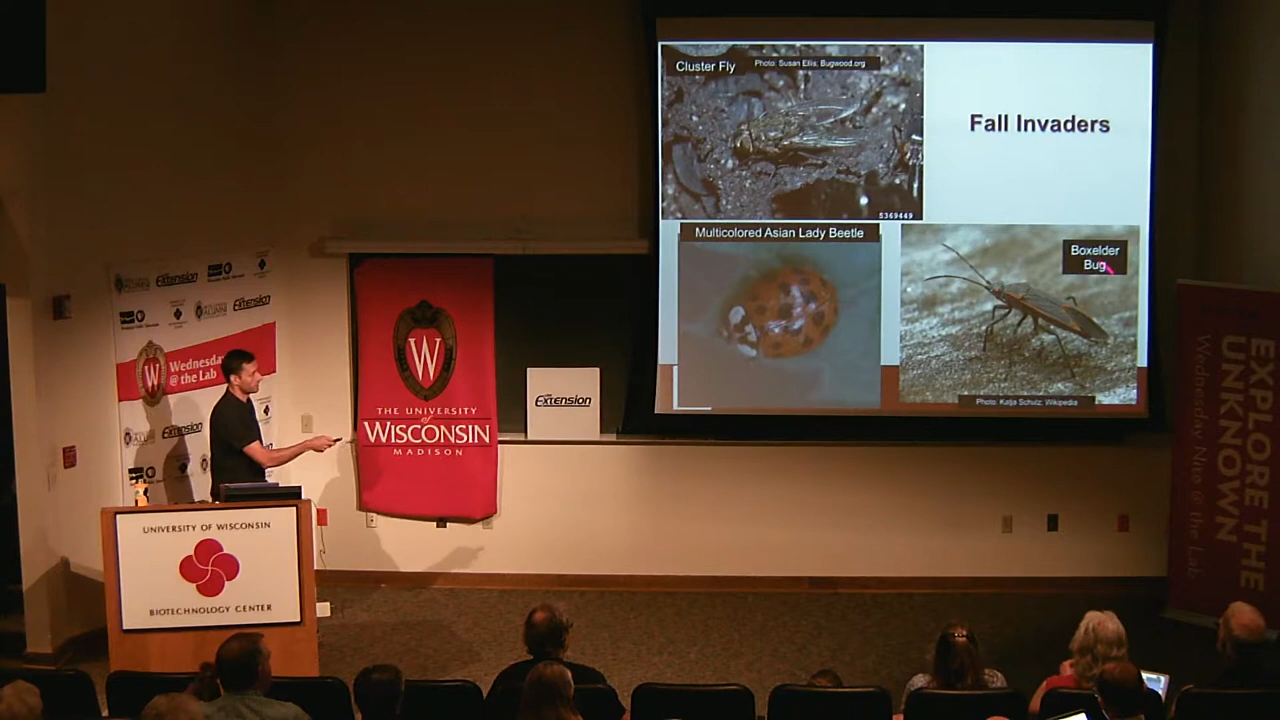 Cluster Fly
Photo: Susan Ellis; Bugwood.org
Fall Invaders
5369449
Multicolored Asian Lady Beetle
Boxelder
Bug
Photo: Katja Schulz; Wikipedia
Extension
Extension
Extension
Wednesday
@ the Lab
W
W
THE UNIVERSITY
of
WISCONSIN
MADISON
Extension
UNIVERSITY OF WISCONSIN
BIOTECHNOLOGY CENTER
EXPLORE THE
UNKNOWN
Wednesday Nite @ the Lab